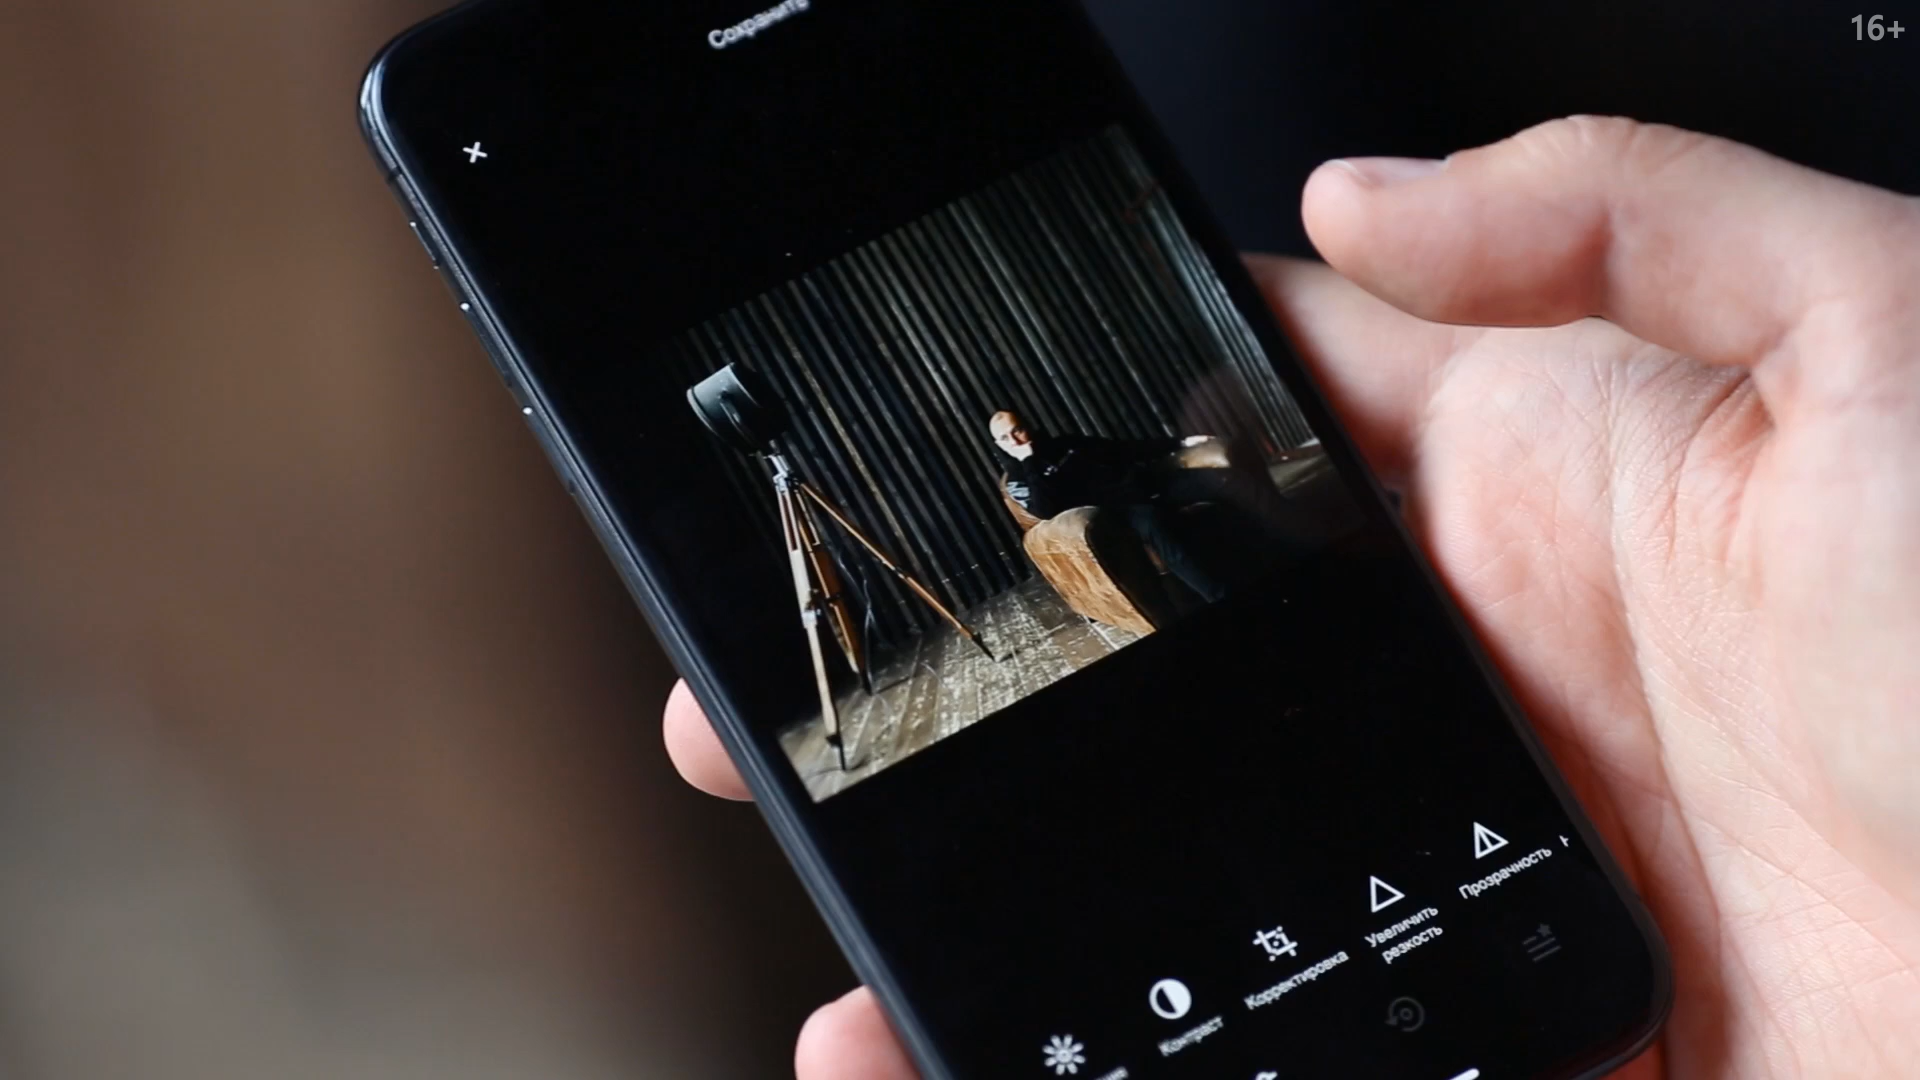 16+
Сохранить
Прозрачность
Увеличить
резкость
Корректировка
Контраст